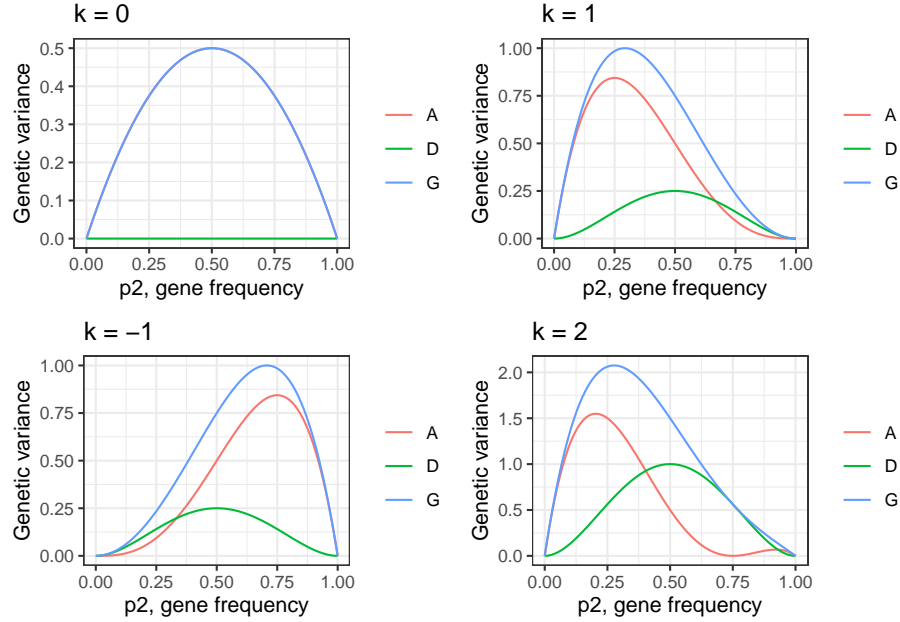 k = 0
0.5
0.4
0.3
0.2
0.1
0.0
Genetic variance
0.00 0.25 0.50 0.75 1.00
p2, gene frequency
A
D
G
k = 1
1.00
0.75
0.50
0.25
0.00
Genetic variance
0.00 0.25 0.50 0.75 1.00
p2, gene frequency
A
D
G
k = −1
1.00
0.75
0.50
0.25
0.00
Genetic variance
0.00 0.25 0.50 0.75 1.00
p2, gene frequency
A
D
G
k = 2
2.0
1.5
1.0
0.5
0.0
Genetic variance
0.00 0.25 0.50 0.75 1.00
p2, gene frequency
A
D
G